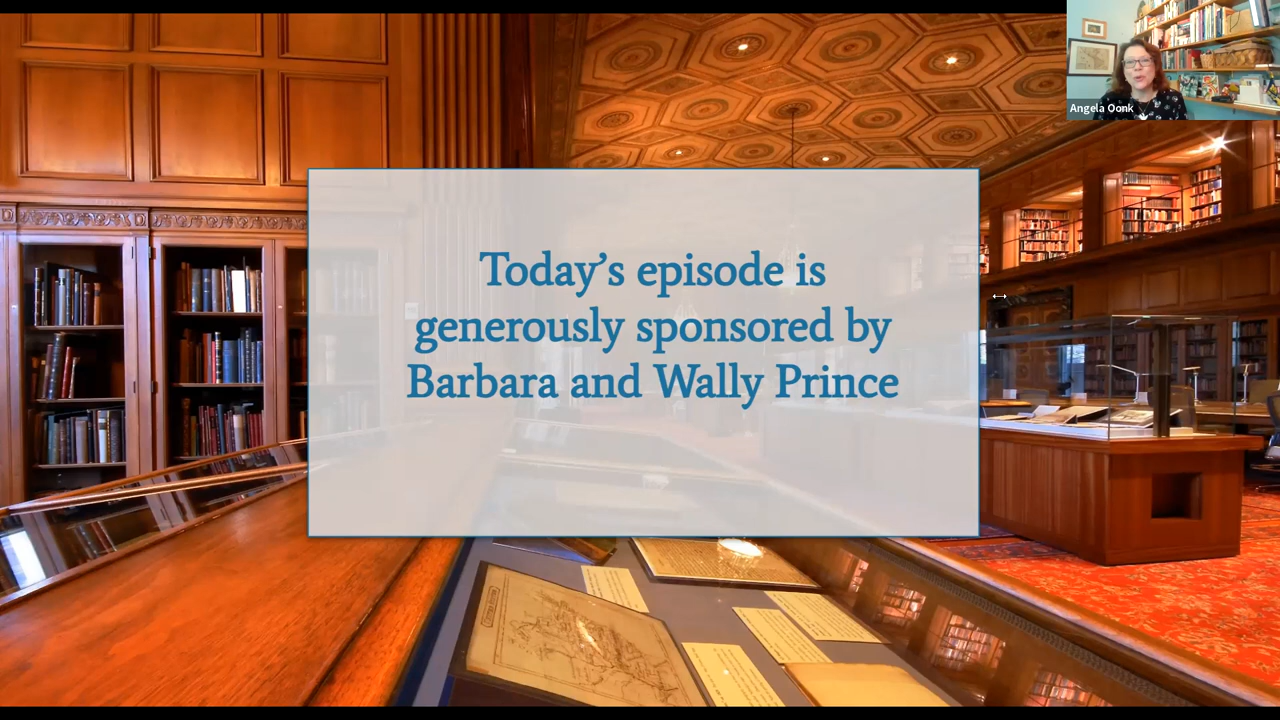 Angela Oonk
Today's episode is
generously sponsored by
Barbara and Wally Prince